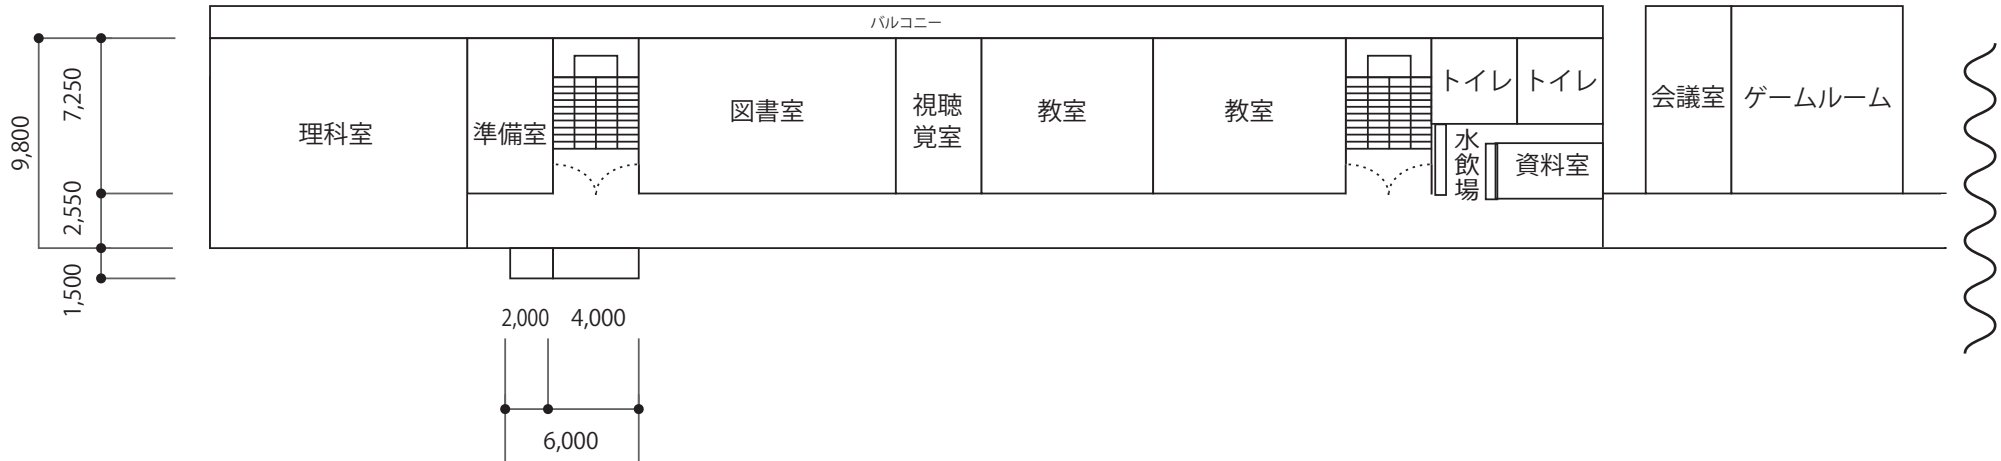 バルコニー
理科室
準備室
図書室
視聴
覚室
教室
教室
トイレ
トイレ
水飲場
資料室
会議室
ゲームルーム
9,800
7,250
2,550
1,500
2,000
4,000
6,000